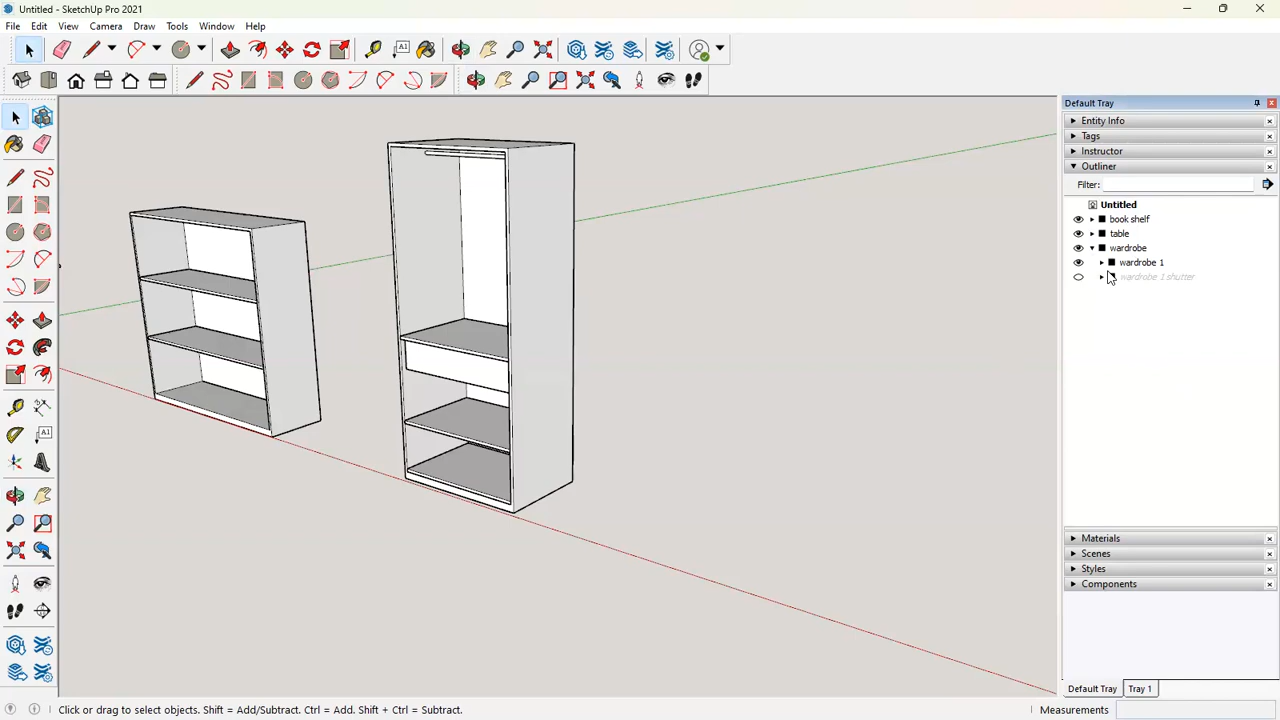 Untitled - SketchUp Pro 2021
File Edit View Camera Draw Tools Window Help
A1
Default Tray
Entity Info
Tags
Instructor
Outliner
Filter:
Untitled
book shelf
table
wardrobe
wardrobe 1
wardrobe 1 shutter
A1
Materials
Scenes
Styles
Components
Default Tray Tray 1
Click or drag to select objects. Shift = Add/Subtract. Ctrl = Add. Shift + Ctrl = Subtract. Measurements